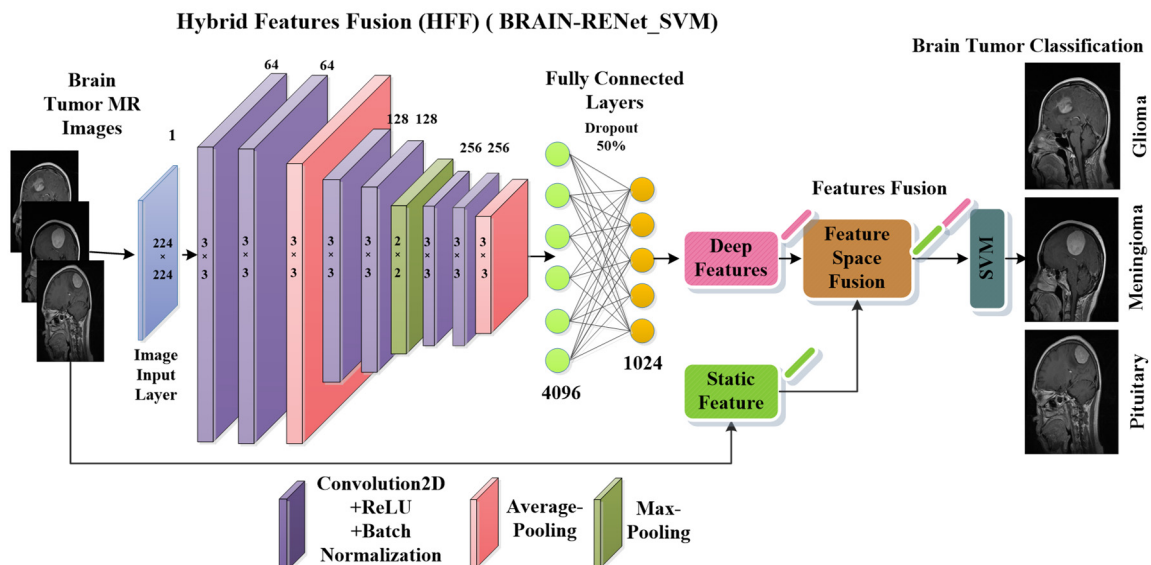 Hybrid Features Fusion (HFF) ( BRAIN-RENet_SVM)
Brain Tumor Classification
Brain
Tumor MR
Images
1
64
64
128
128
256
256
Fully Connected
Layers
Dropout
50%
224
×
224
3
×
3
3
×
3
3
×
3
3
×
3
3
×
3
2
×
2
3
×
3
3
×
3
3
×
3
Image
Input
Layer
4096
1024
Features Fusion
Deep
Features
Feature
Space
Fusion
SVM
Static
Feature
Glioma
Meningioma
Pituitary
Convolution2D
+ReLU
+Batch
Normalization
Average-
Pooling
Max-
Pooling